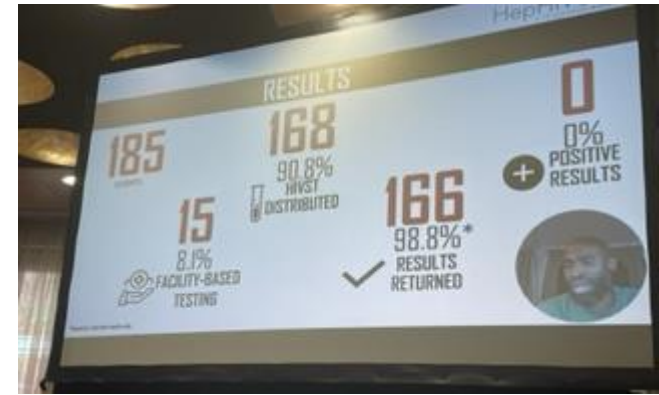 RESULTS
185
168
90.8%
HIVST
DISTRIBUTED
0
0%
POSITIVE
RESULTS
15
8.1%
FACILITY-BASED
TESTING
166
98.8%*
RESULTS
RETURNED